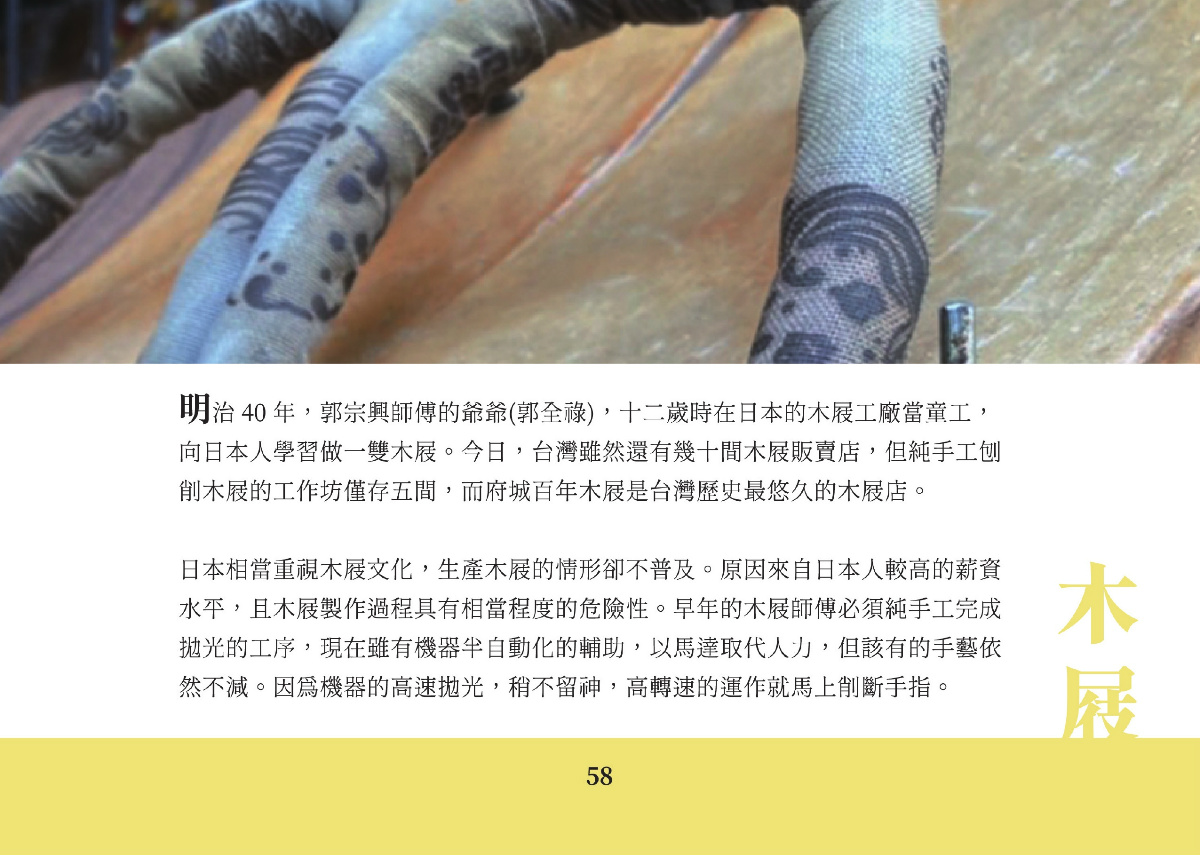 明治 40 年，郭宗興師傅的爺爺(郭全祿)，十二歲時在日本的木屐工廠當童工，
向日本人學習做一雙木屐。今日，台灣雖然還有幾十間木屐販賣店，但純手工刨
削木屐的工作坊僅存五間，而府城百年木屐是台灣歷史最悠久的木屐店。
日本相當重視木屐文化，生產木屐的情形卻不普及。原因來自日本人較高的薪資
水平，且木屐製作過程具有相當程度的危險性。早年的木屐師傅必須純手工完成
拋光的工序，現在雖有機器半自動化的輔助，以馬達取代人力，但該有的手藝依
然不減。因爲機器的高速拋光，稍不留神，高轉速的運作就馬上削斷手指。
木屐
58